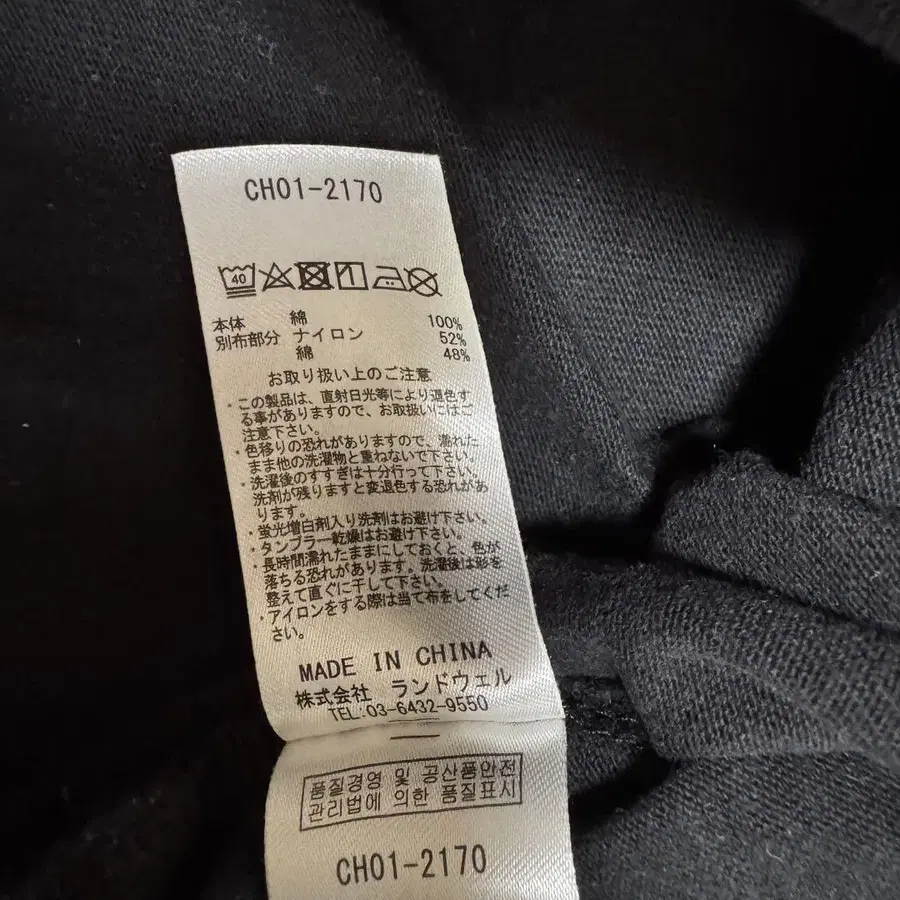 CH01-2170
40
本体 綿 100%
別布部分 ナイロン 52%
綿 48%
お取り扱い上のご注意
・この製品は、直射日光等により退色す
る事がありますので、お取扱いにはご
注意下さい。
・色移りの恐れがありますので、濡れた
まま他の洗濯物と重ねないで下さい。
・洗濯後のすすぎは十分行って下さい。
洗剤が残りますと変退色する恐れがあ
ります。
・蛍光増白剤入り洗剤はお避け下さい。
・タンブラー乾燥はお避け下さい。
・長時間濡れたままにしておくと、色が
落ちる恐れがあります。洗濯後は形を
整えて直ぐに干して下さい。
・アイロンをする際は当て布をしてくだ
さい。
MADE IN CHINA
株式会社 ランドウェル
TEL:03-6432-9550
품질경영 및 공산품안전
관리법에 의한 품질표시
CH01-2170